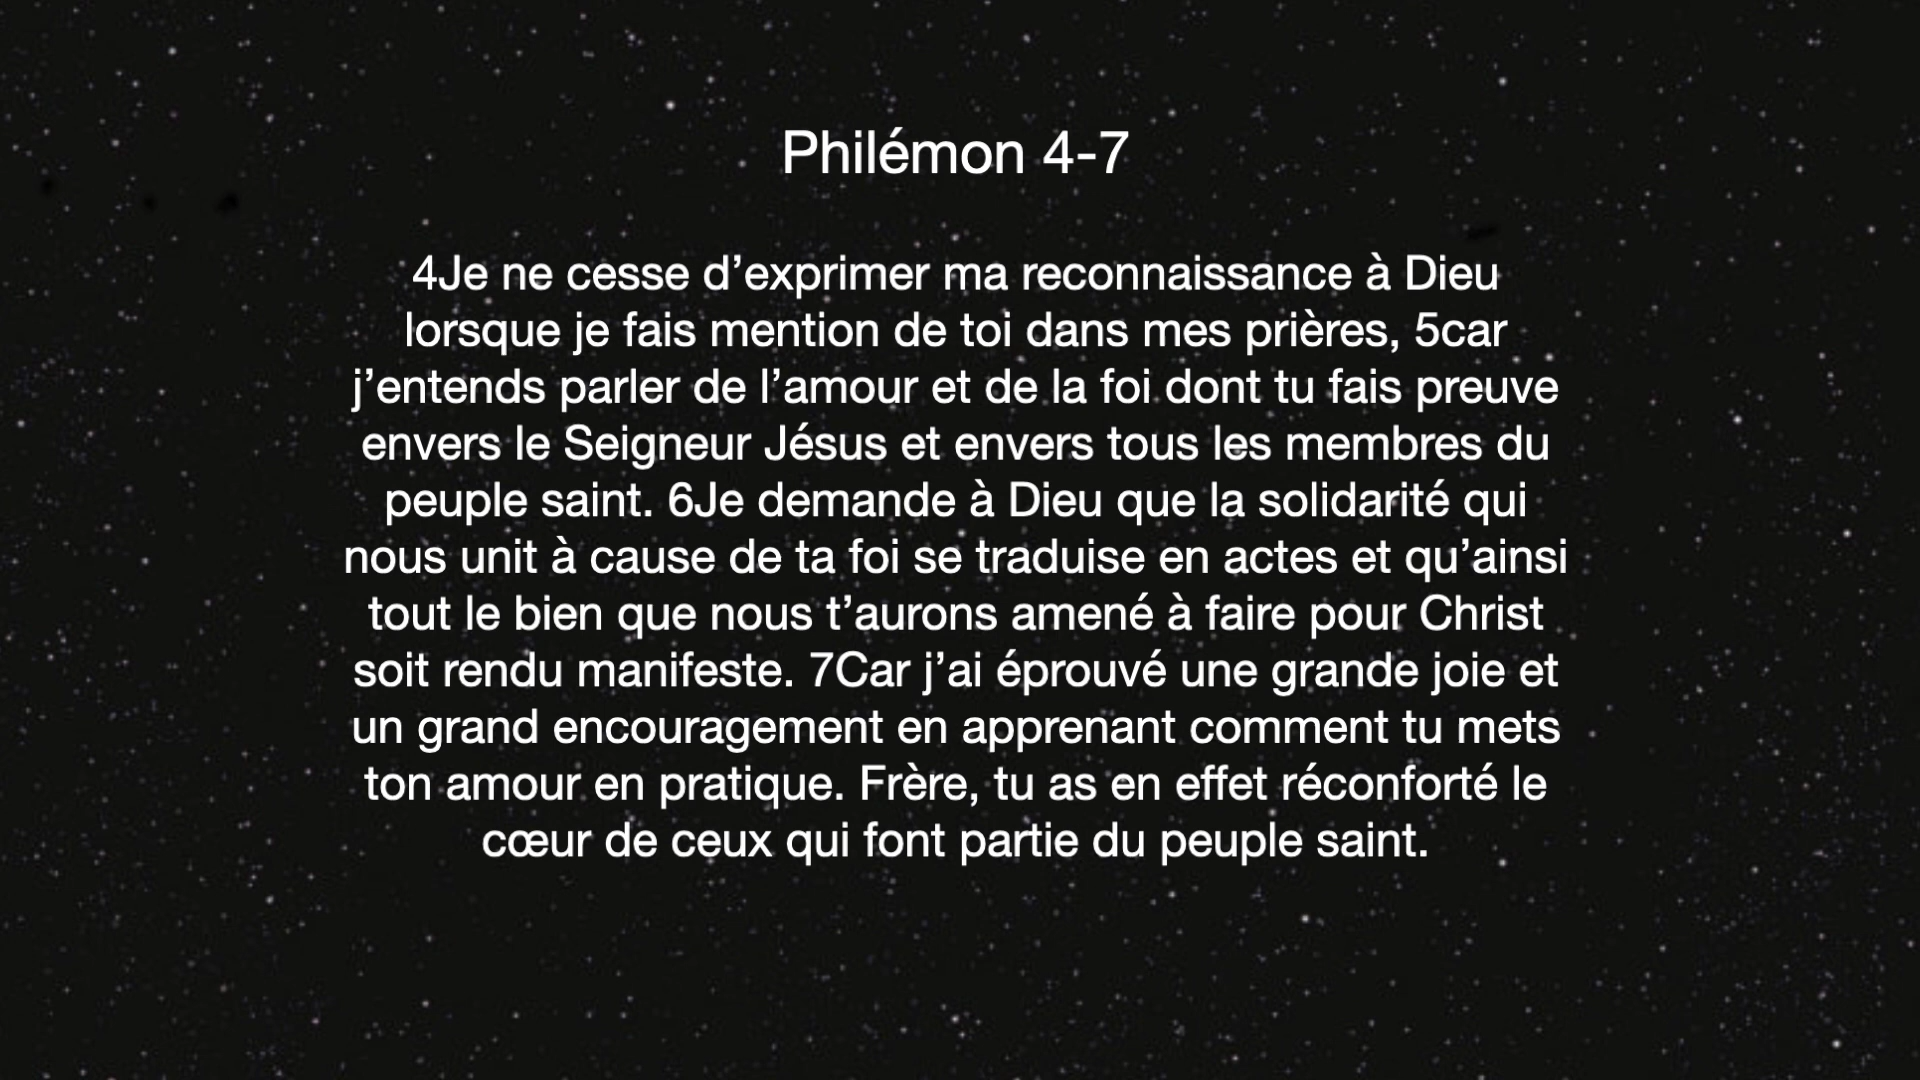 Philémon 4-7
4Je ne cesse d’exprimer ma reconnaissance à Dieu
lorsque je fais mention de toi dans mes prières, 5car
j’entends parler de l’amour et de la foi dont tu fais preuve
envers le Seigneur Jésus et envers tous les membres du
peuple saint. 6Je demande à Dieu que la solidarité qui
nous unit à cause de ta foi se traduise en actes et qu’ainsi
tout le bien que nous t’aurons amené à faire pour Christ
soit rendu manifeste. 7Car j’ai éprouvé une grande joie et
un grand encouragement en apprenant comment tu mets
ton amour en pratique. Frère, tu as en effet réconforté le
cœur de ceux qui font partie du peuple saint.